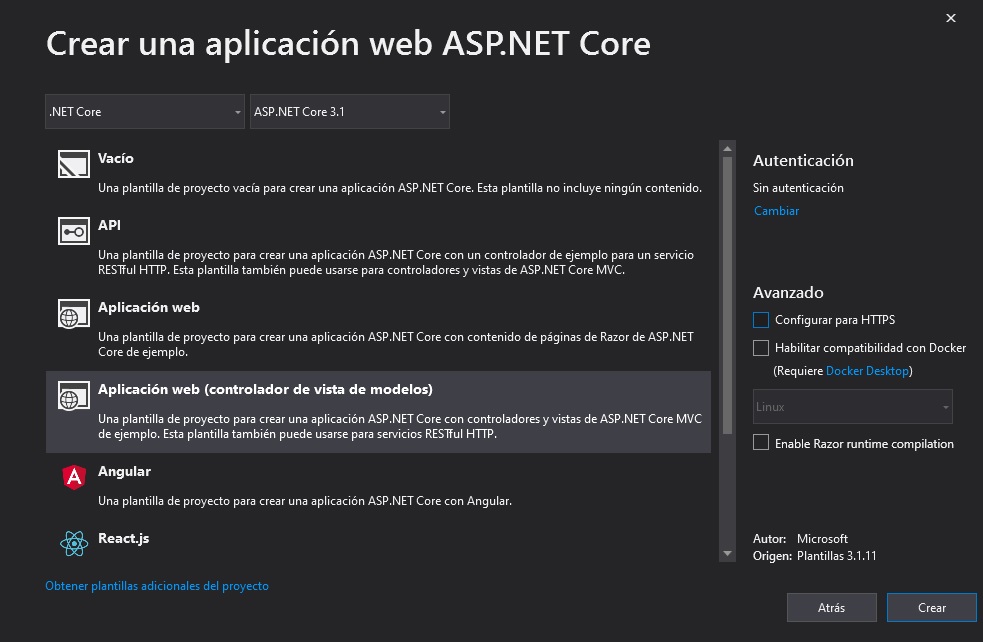 Crear una aplicación web ASP.NET Core
.NET Core
ASP.NET Core 3.1
Vacío
Una plantilla de proyecto vacía para crear una aplicación ASP.NET Core. Esta plantilla no incluye ningún contenido.
API
Una plantilla de proyecto para crear una aplicación ASP.NET Core con un controlador de ejemplo para un servicio
RESTful HTTP. Esta plantilla también puede usarse para controladores y vistas de ASP.NET Core MVC.
Aplicación web
Una plantilla de proyecto para crear una aplicación ASP.NET Core con contenido de páginas de Razor de ASP.NET
Core de ejemplo.
Aplicación web (controlador de vista de modelos)
Una plantilla de proyecto para crear una aplicación ASP.NET Core con controladores y vistas de ASP.NET Core MVC
de ejemplo. Esta plantilla también puede usarse para servicios RESTful HTTP.
Angular
Una plantilla de proyecto para crear una aplicación ASP.NET Core con Angular.
React.js
Obtener plantillas adicionales del proyecto
Autenticación
Sin autenticación
Cambiar
Avanzado
Configurar para HTTPS
Habilitar compatibilidad con Docker
(Requiere Docker Desktop)
Linux
Enable Razor runtime compilation
Autor: Microsoft
Origen: Plantillas 3.1.11
Atrás
Crear